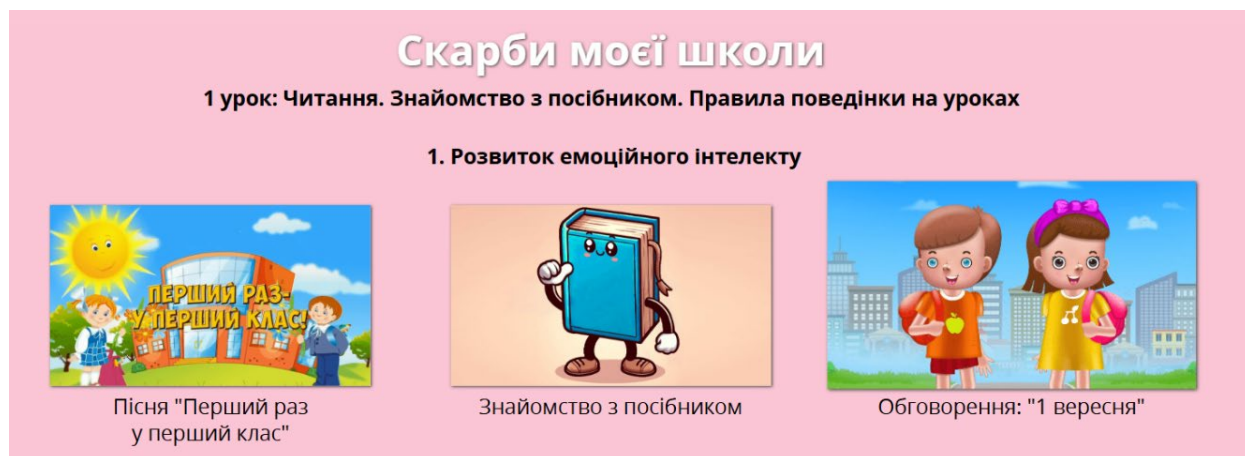 Скарби моєї школи
1 урок: Читання. Знайомство з посібником. Правила поведінки на уроках
1. Розвиток емоційного інтелекту
ПЕРШИЙ РАЗ-
У ПЕРШИЙ КЛАС!
Пісня "Перший раз
у перший клас"
Знайомство з посібником
Обговорення: "1 вересня"